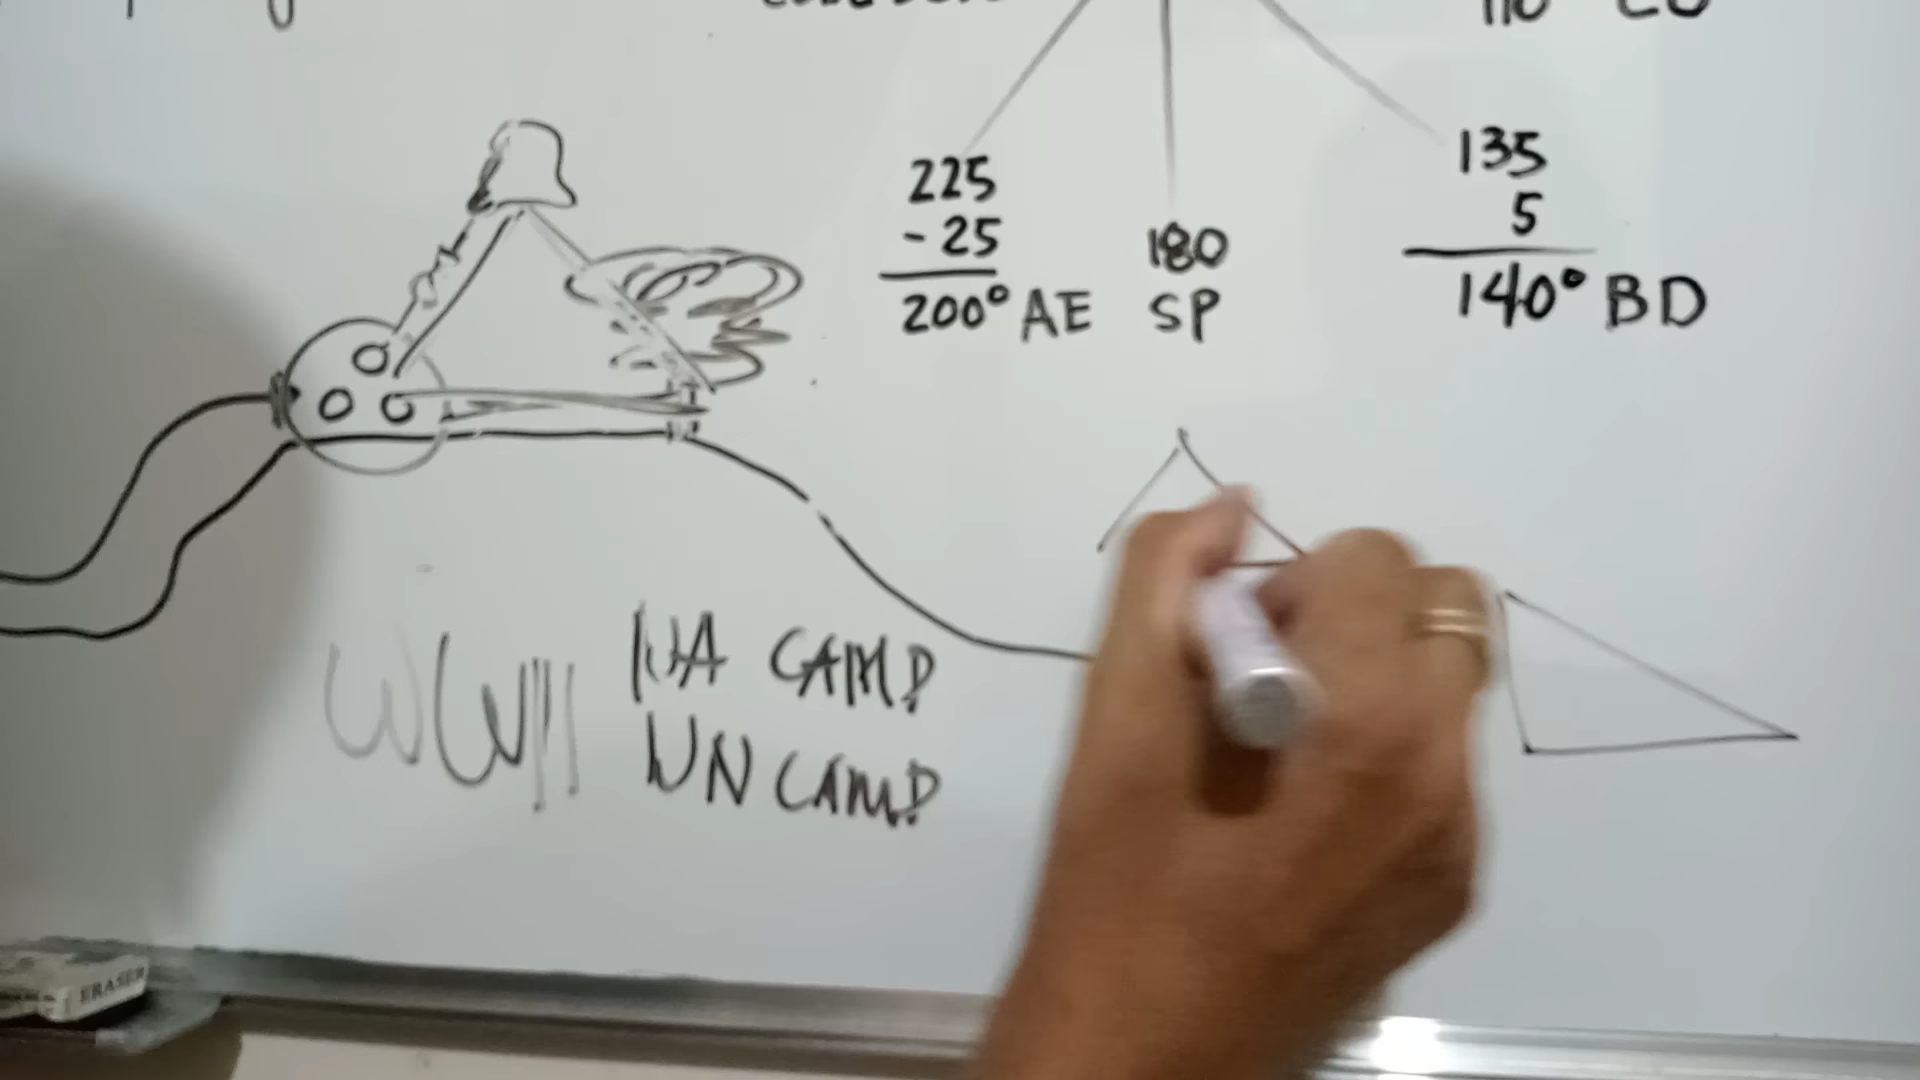 225
- 25
200° AE
180
SP
135
5
140° BD
WWII
CAMP
UN CAMP
ERASER